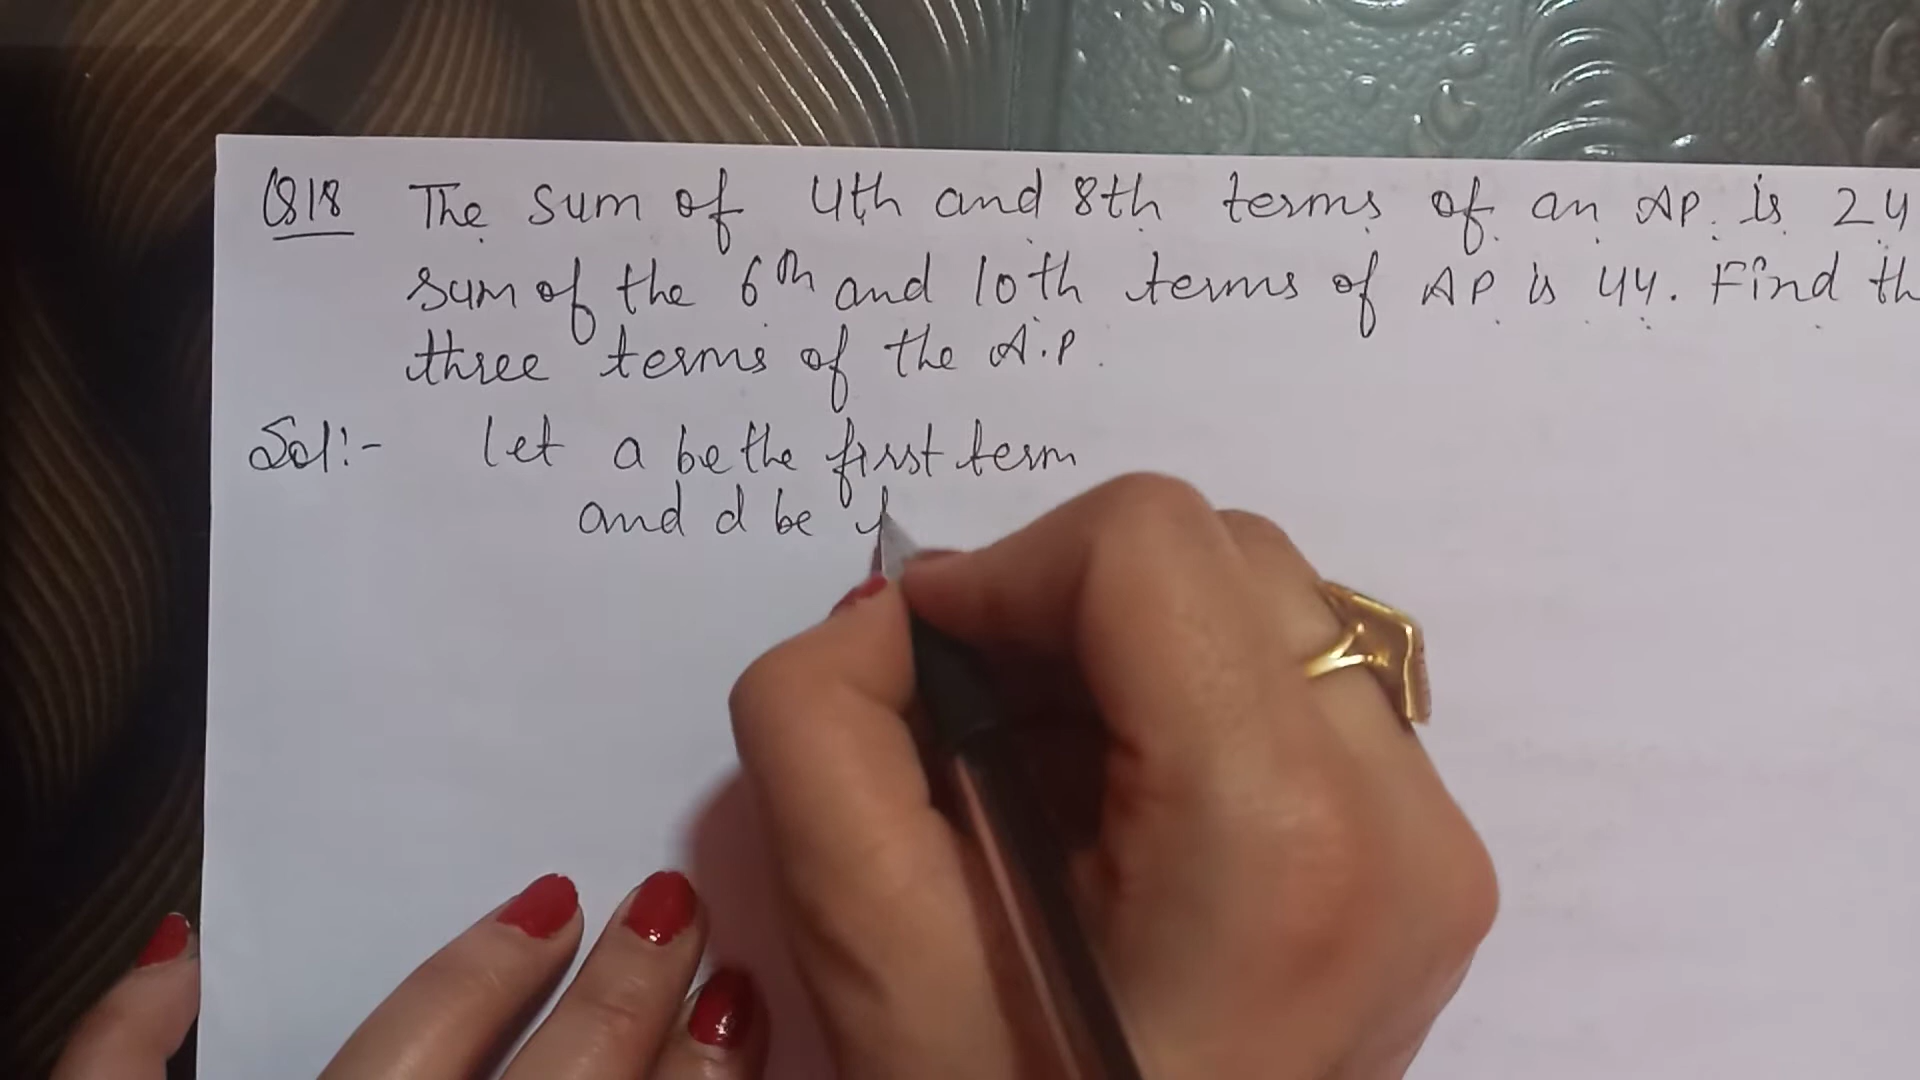 Q18 The sum of 4th and 8th terms of an AP. is 24
sum of the 6th and 10th terms of AP is 44. Find th
three terms of the A.P.
Sol:- let a be the first term
and d be